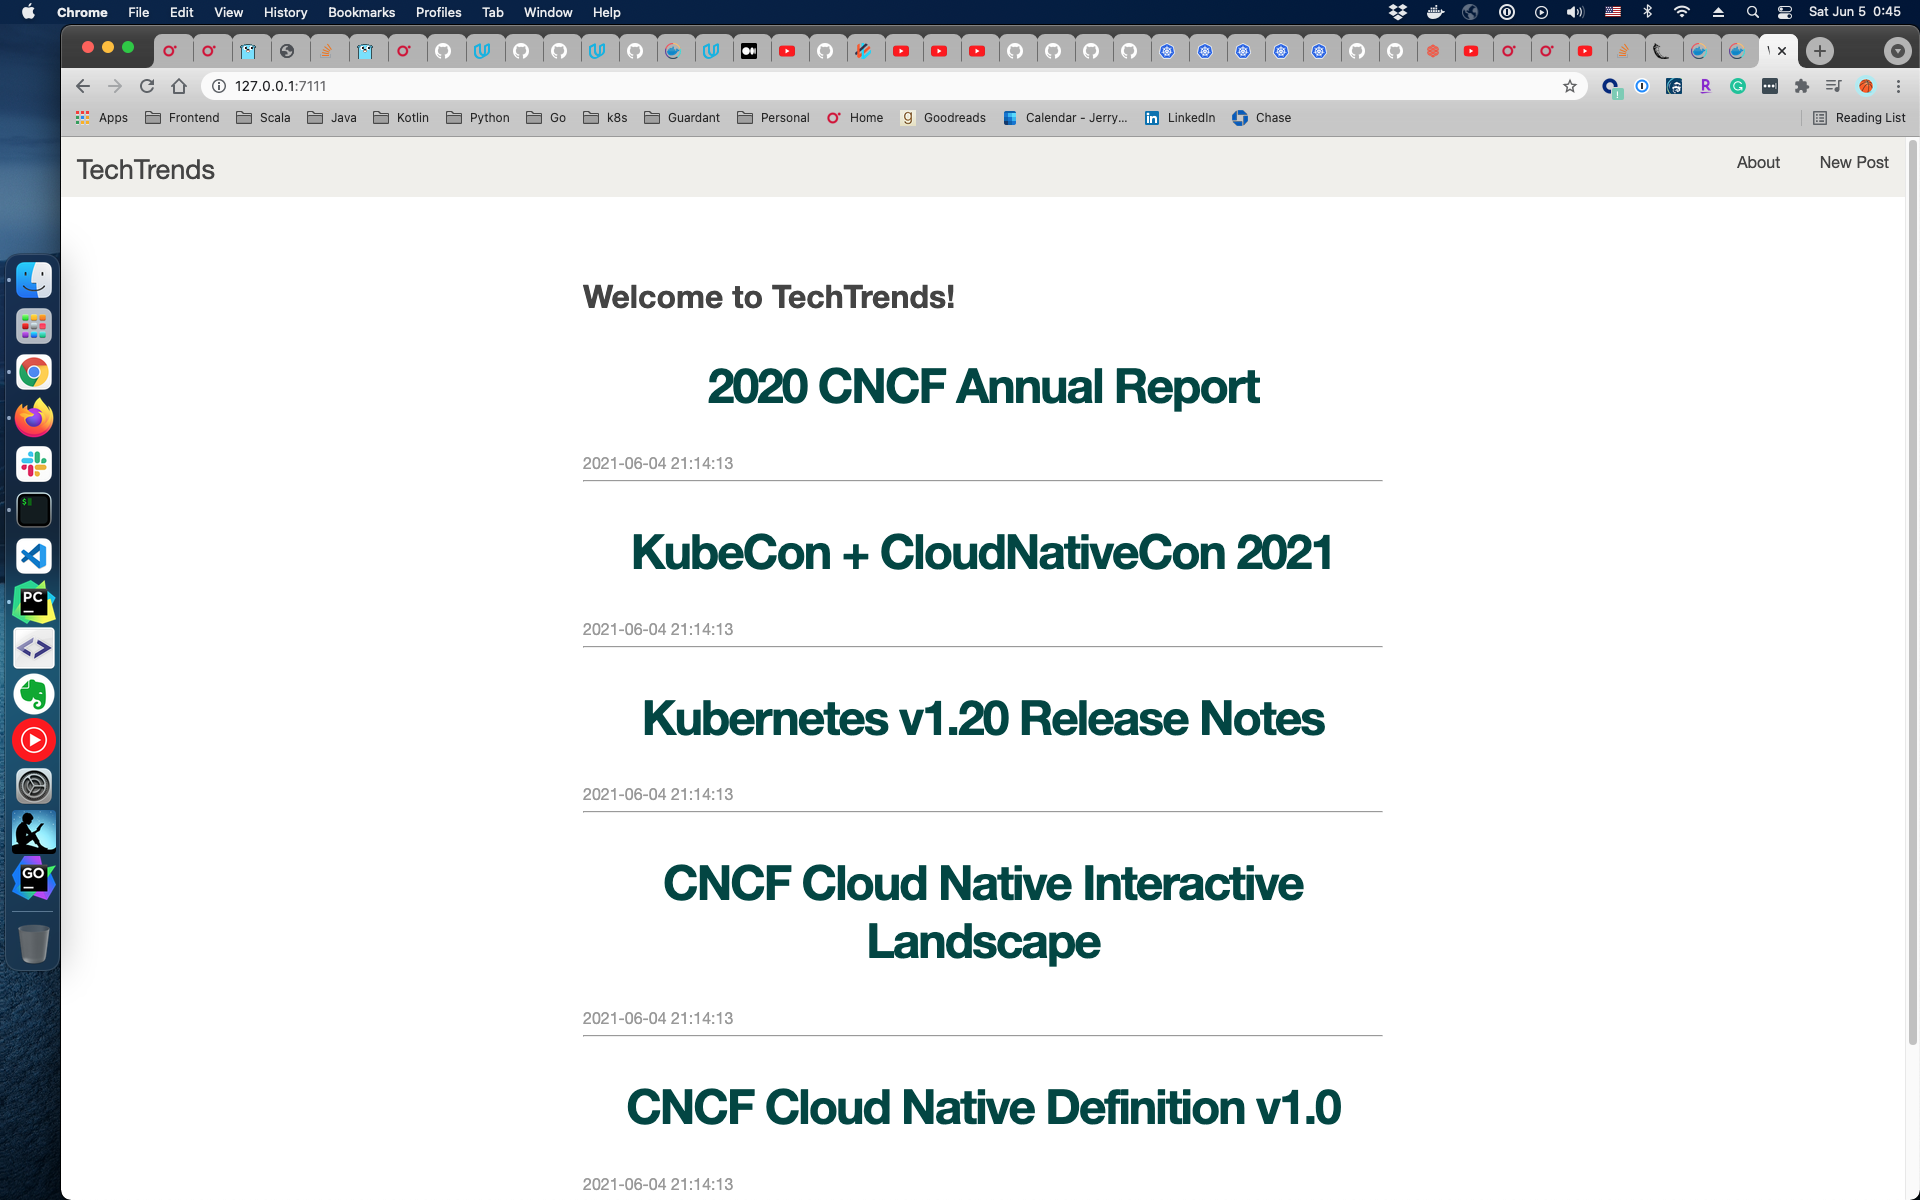 Chrome File Edit View History Bookmarks Profiles Tab Window Help Sat Jun 5 0:45
127.0.0.1:7111
Apps Frontend Scala Java Kotlin Python Go k8s Guardant Personal Home Goodreads Calendar - Jerry... LinkedIn Chase Reading List
TechTrends About New Post
Welcome to TechTrends!
2020 CNCF Annual Report
2021-06-04 21:14:13
KubeCon + CloudNativeCon 2021
2021-06-04 21:14:13
Kubernetes v1.20 Release Notes
2021-06-04 21:14:13
CNCF Cloud Native Interactive
Landscape
2021-06-04 21:14:13
CNCF Cloud Native Definition v1.0
2021-06-04 21:14:13
PC
GO